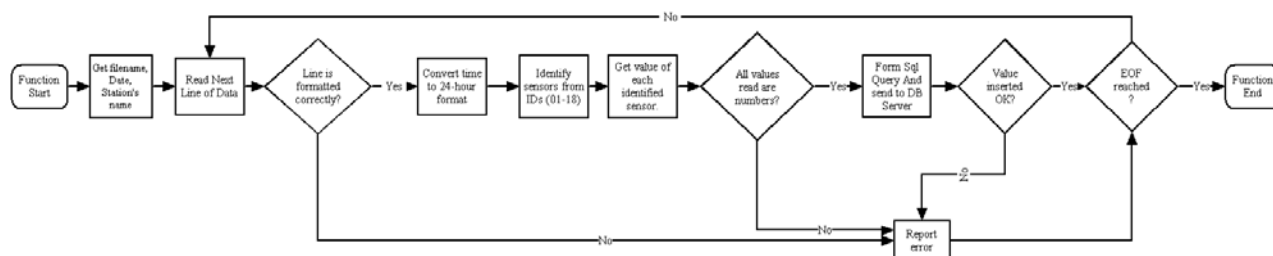 No
Function
Start
Get filename,
Date,
Station's
name
Read Next
Line of Data
Line is
formatted
correctly?
Yes
Convert time
to 24-hour
format
Identify
sensors from
IDs (01-18)
Get value of
each
identified
sensor.
All values
read are
numbers?
Yes
Form Sql
Query And
send to DB
Server
Value
inserted
OK?
Yes
EOF
reached
?
Yes
Function
End
No
No
No
Report
error